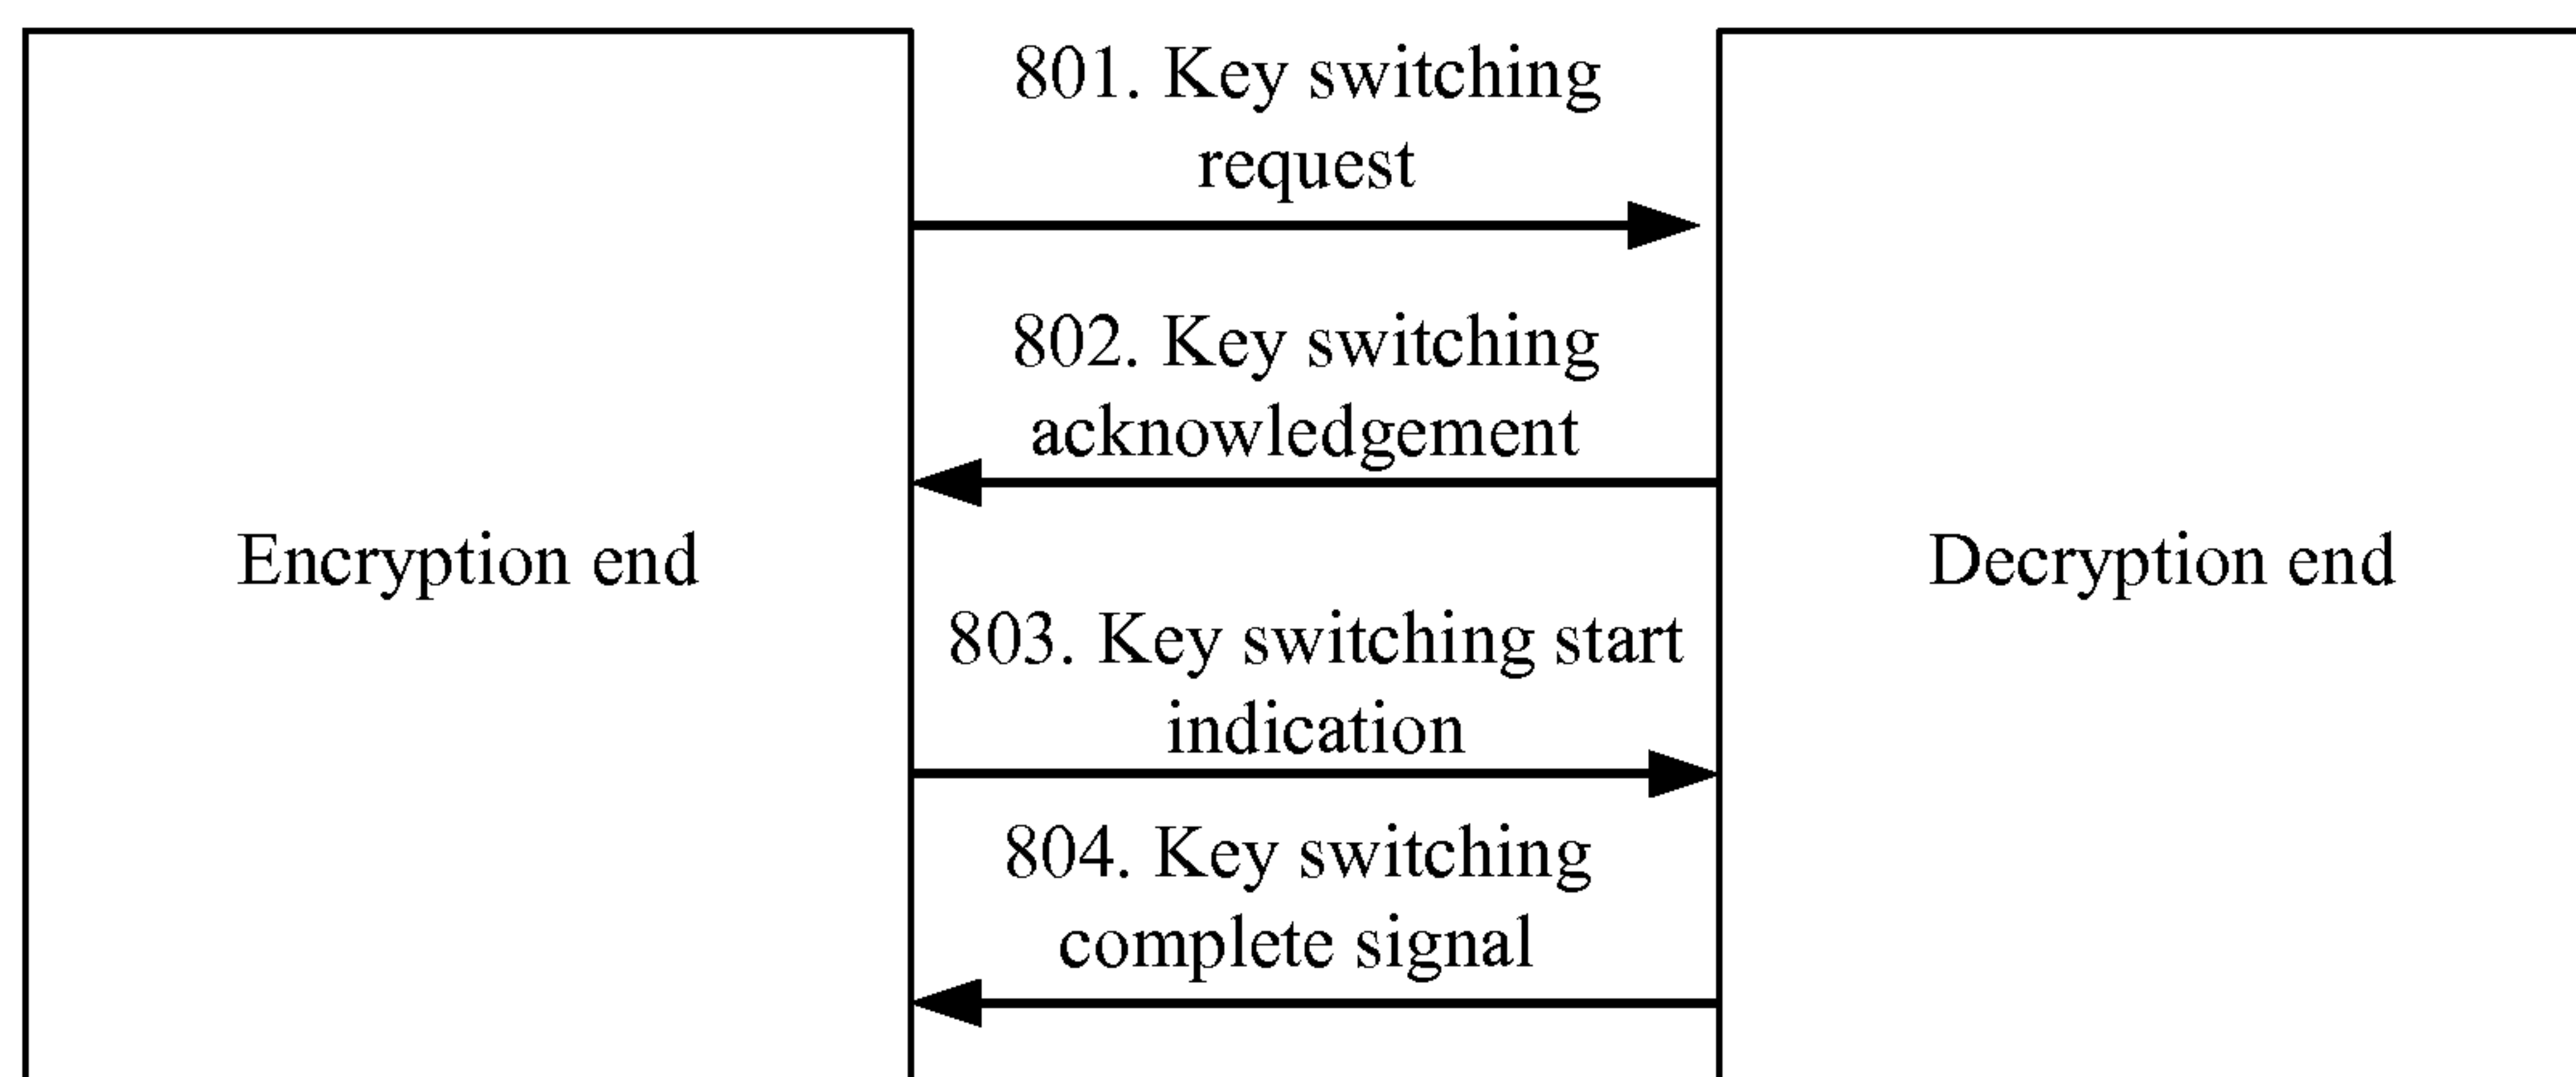 801. Key switching
request
802. Key switching
acknowledgement
Encryption end
Decryption end
803. Key switching start
indication
804. Key switching
complete signal